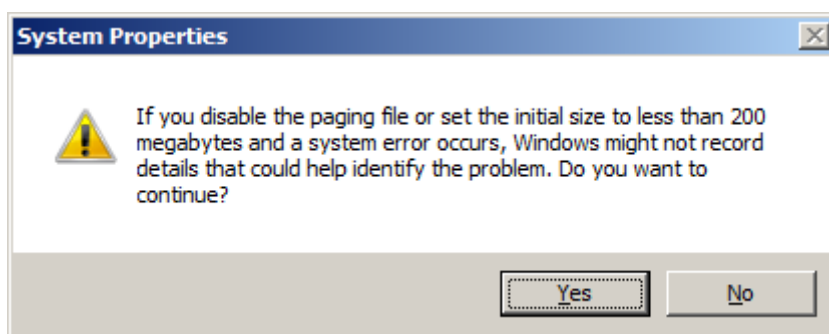 System Properties
If you disable the paging file or set the initial size to less than 200
megabytes and a system error occurs, Windows might not record
details that could help identify the problem. Do you want to
continue?
Yes
No